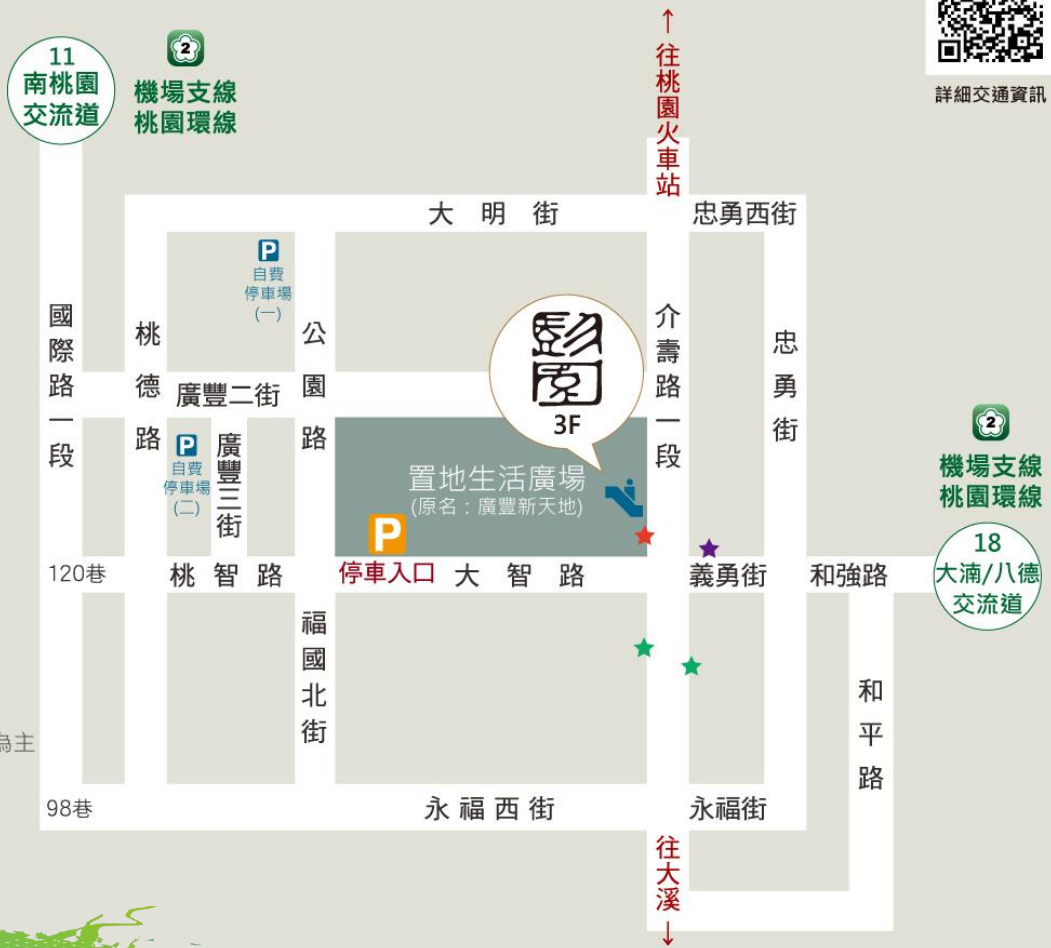 11
南桃園
交流道
2
機場支線
桃園環線
↑
往桃園火車站
詳細交通資訊
大明街
忠勇西街
P
自費
停車場
(一)
國際路一段
桃德路
公園路
彭園
3F
介壽路一段
忠勇街
廣豐二街
P
自費
停車場
(二)
廣豐三街
置地生活廣場
(原名：廣豐新天地)
P
2
機場支線
桃園環線
18
大湳/八德
交流道
120巷
桃智路
停車入口
大智路
義勇街
和強路
福國北街
和平路
為主
98巷
永福西街
永福街
往大溪
↓